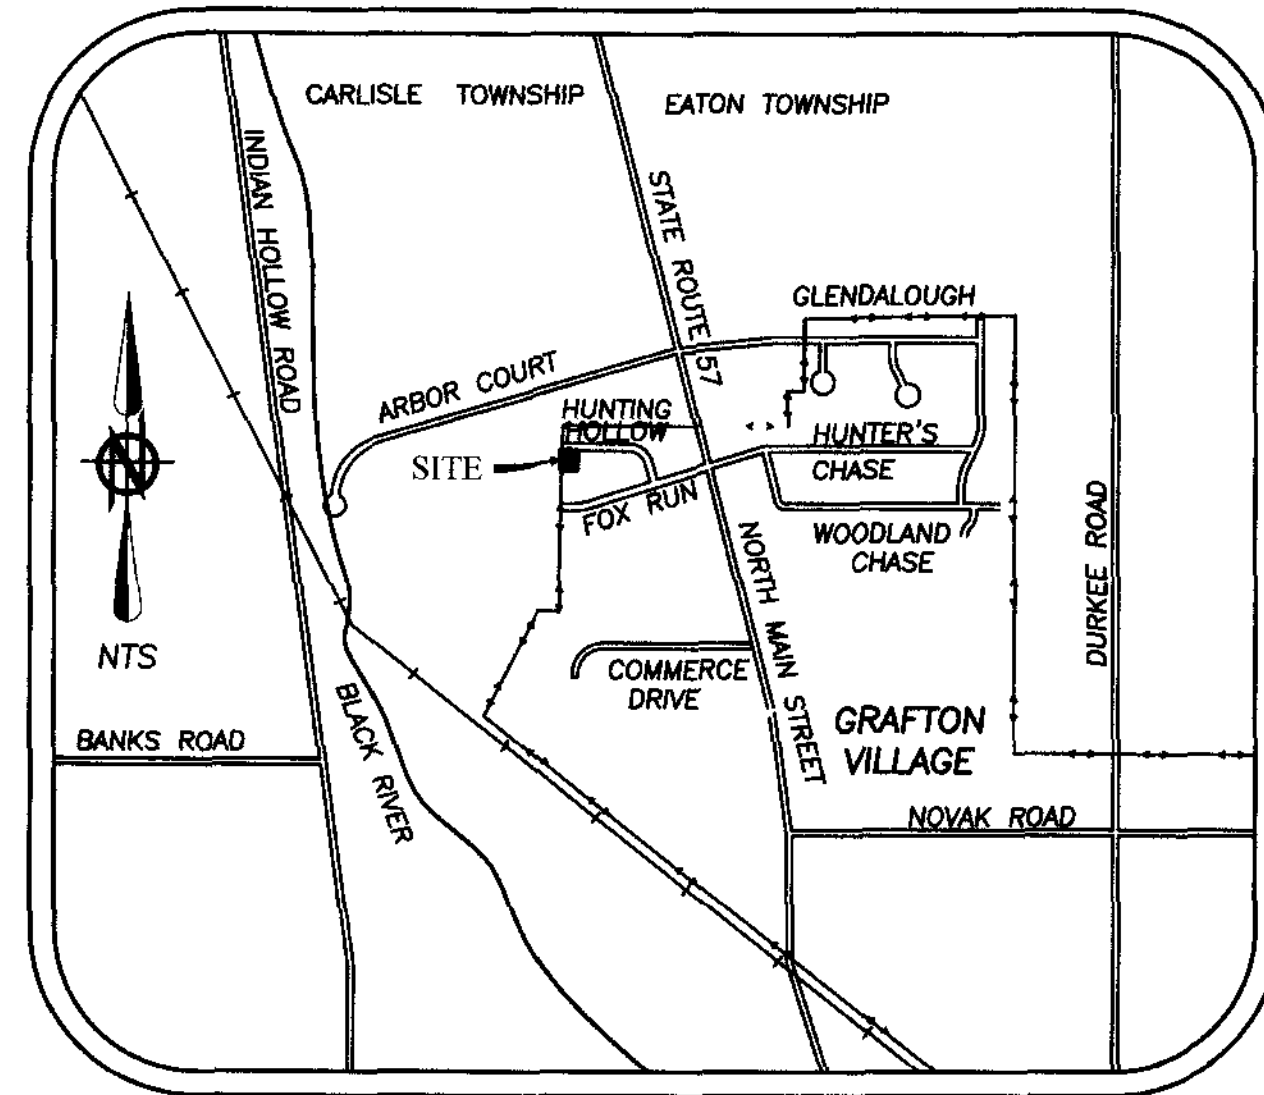 CARLISLE TOWNSHIP
EATON TOWNSHIP
INDIAN HOLLOW ROAD
STATE ROUTE 57
GLENDALOUGH
ARBOR COURT
HUNTING
HOLLOW
HUNTER'S
CHASE
SITE
FOX RUN
WOODLAND
CHASE
NORTH MAIN STREET
DURKEE ROAD
N
NTS
COMMERCE
DRIVE
BLACK RIVER
GRAFTON
VILLAGE
BANKS ROAD
NOVAK ROAD